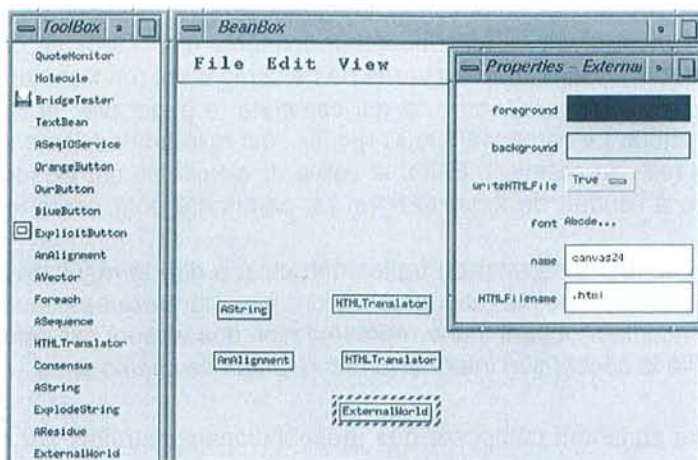 ToolBox
QuoteMonitor
Molecule
BridgeTester
TextBean
ASeqIOService
OrangeButton
OurButton
BlueButton
ExplicitButton
AnAlignment
AVector
Foreach
ASequence
HTMLTranslator
Consensus
AString
ExplodeString
AResidue
ExternalWorld
BeanBox
File Edit View
AString
HTMLTranslator
AnAlignment
HTMLTranslator
ExternalWorld
Properties - External
foreground
background
writeHTMLFile True
font Abcde...
name canvas24
HTMLFilename .html